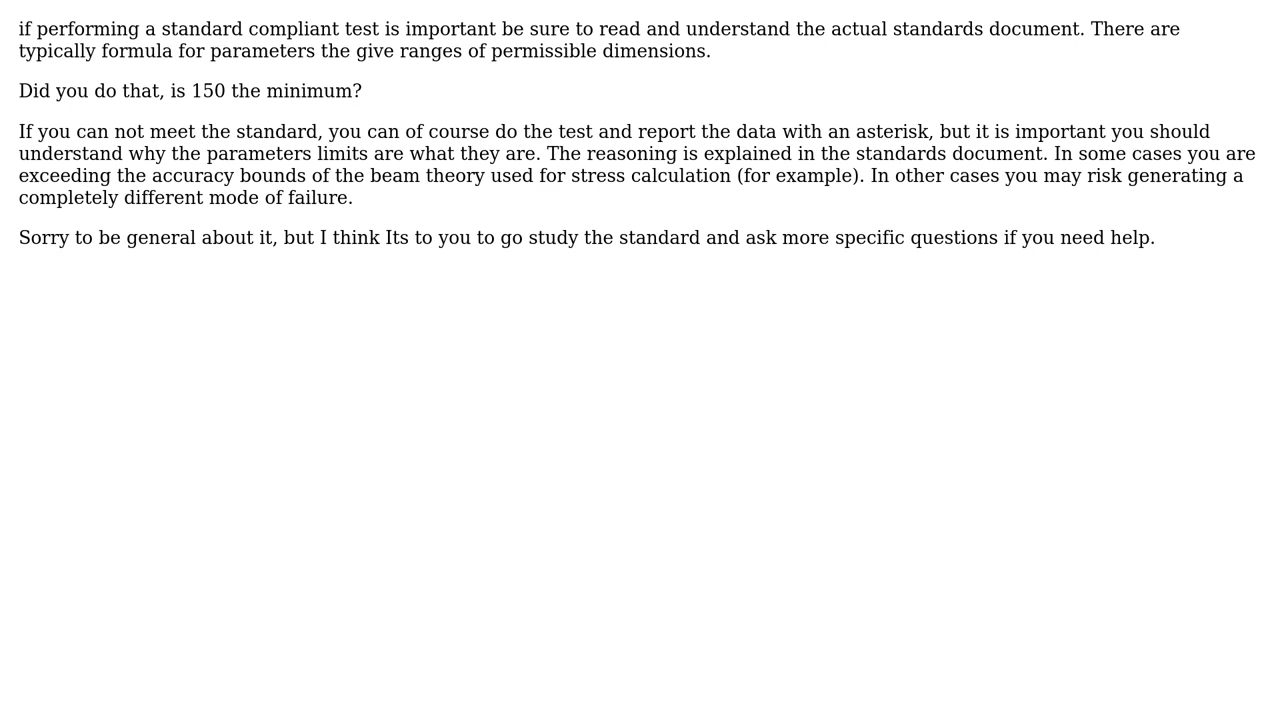 if performing a standard compliant test is important be sure to read and understand the actual standards document. There are
typically formula for parameters the give ranges of permissible dimensions.
Did you do that, is 150 the minimum?
If you can not meet the standard, you can of course do the test and report the data with an asterisk, but it is important you should
understand why the parameters limits are what they are. The reasoning is explained in the standards document. In some cases you are
exceeding the accuracy bounds of the beam theory used for stress calculation (for example). In other cases you may risk generating a
completely different mode of failure.
Sorry to be general about it, but I think Its to you to go study the standard and ask more specific questions if you need help.